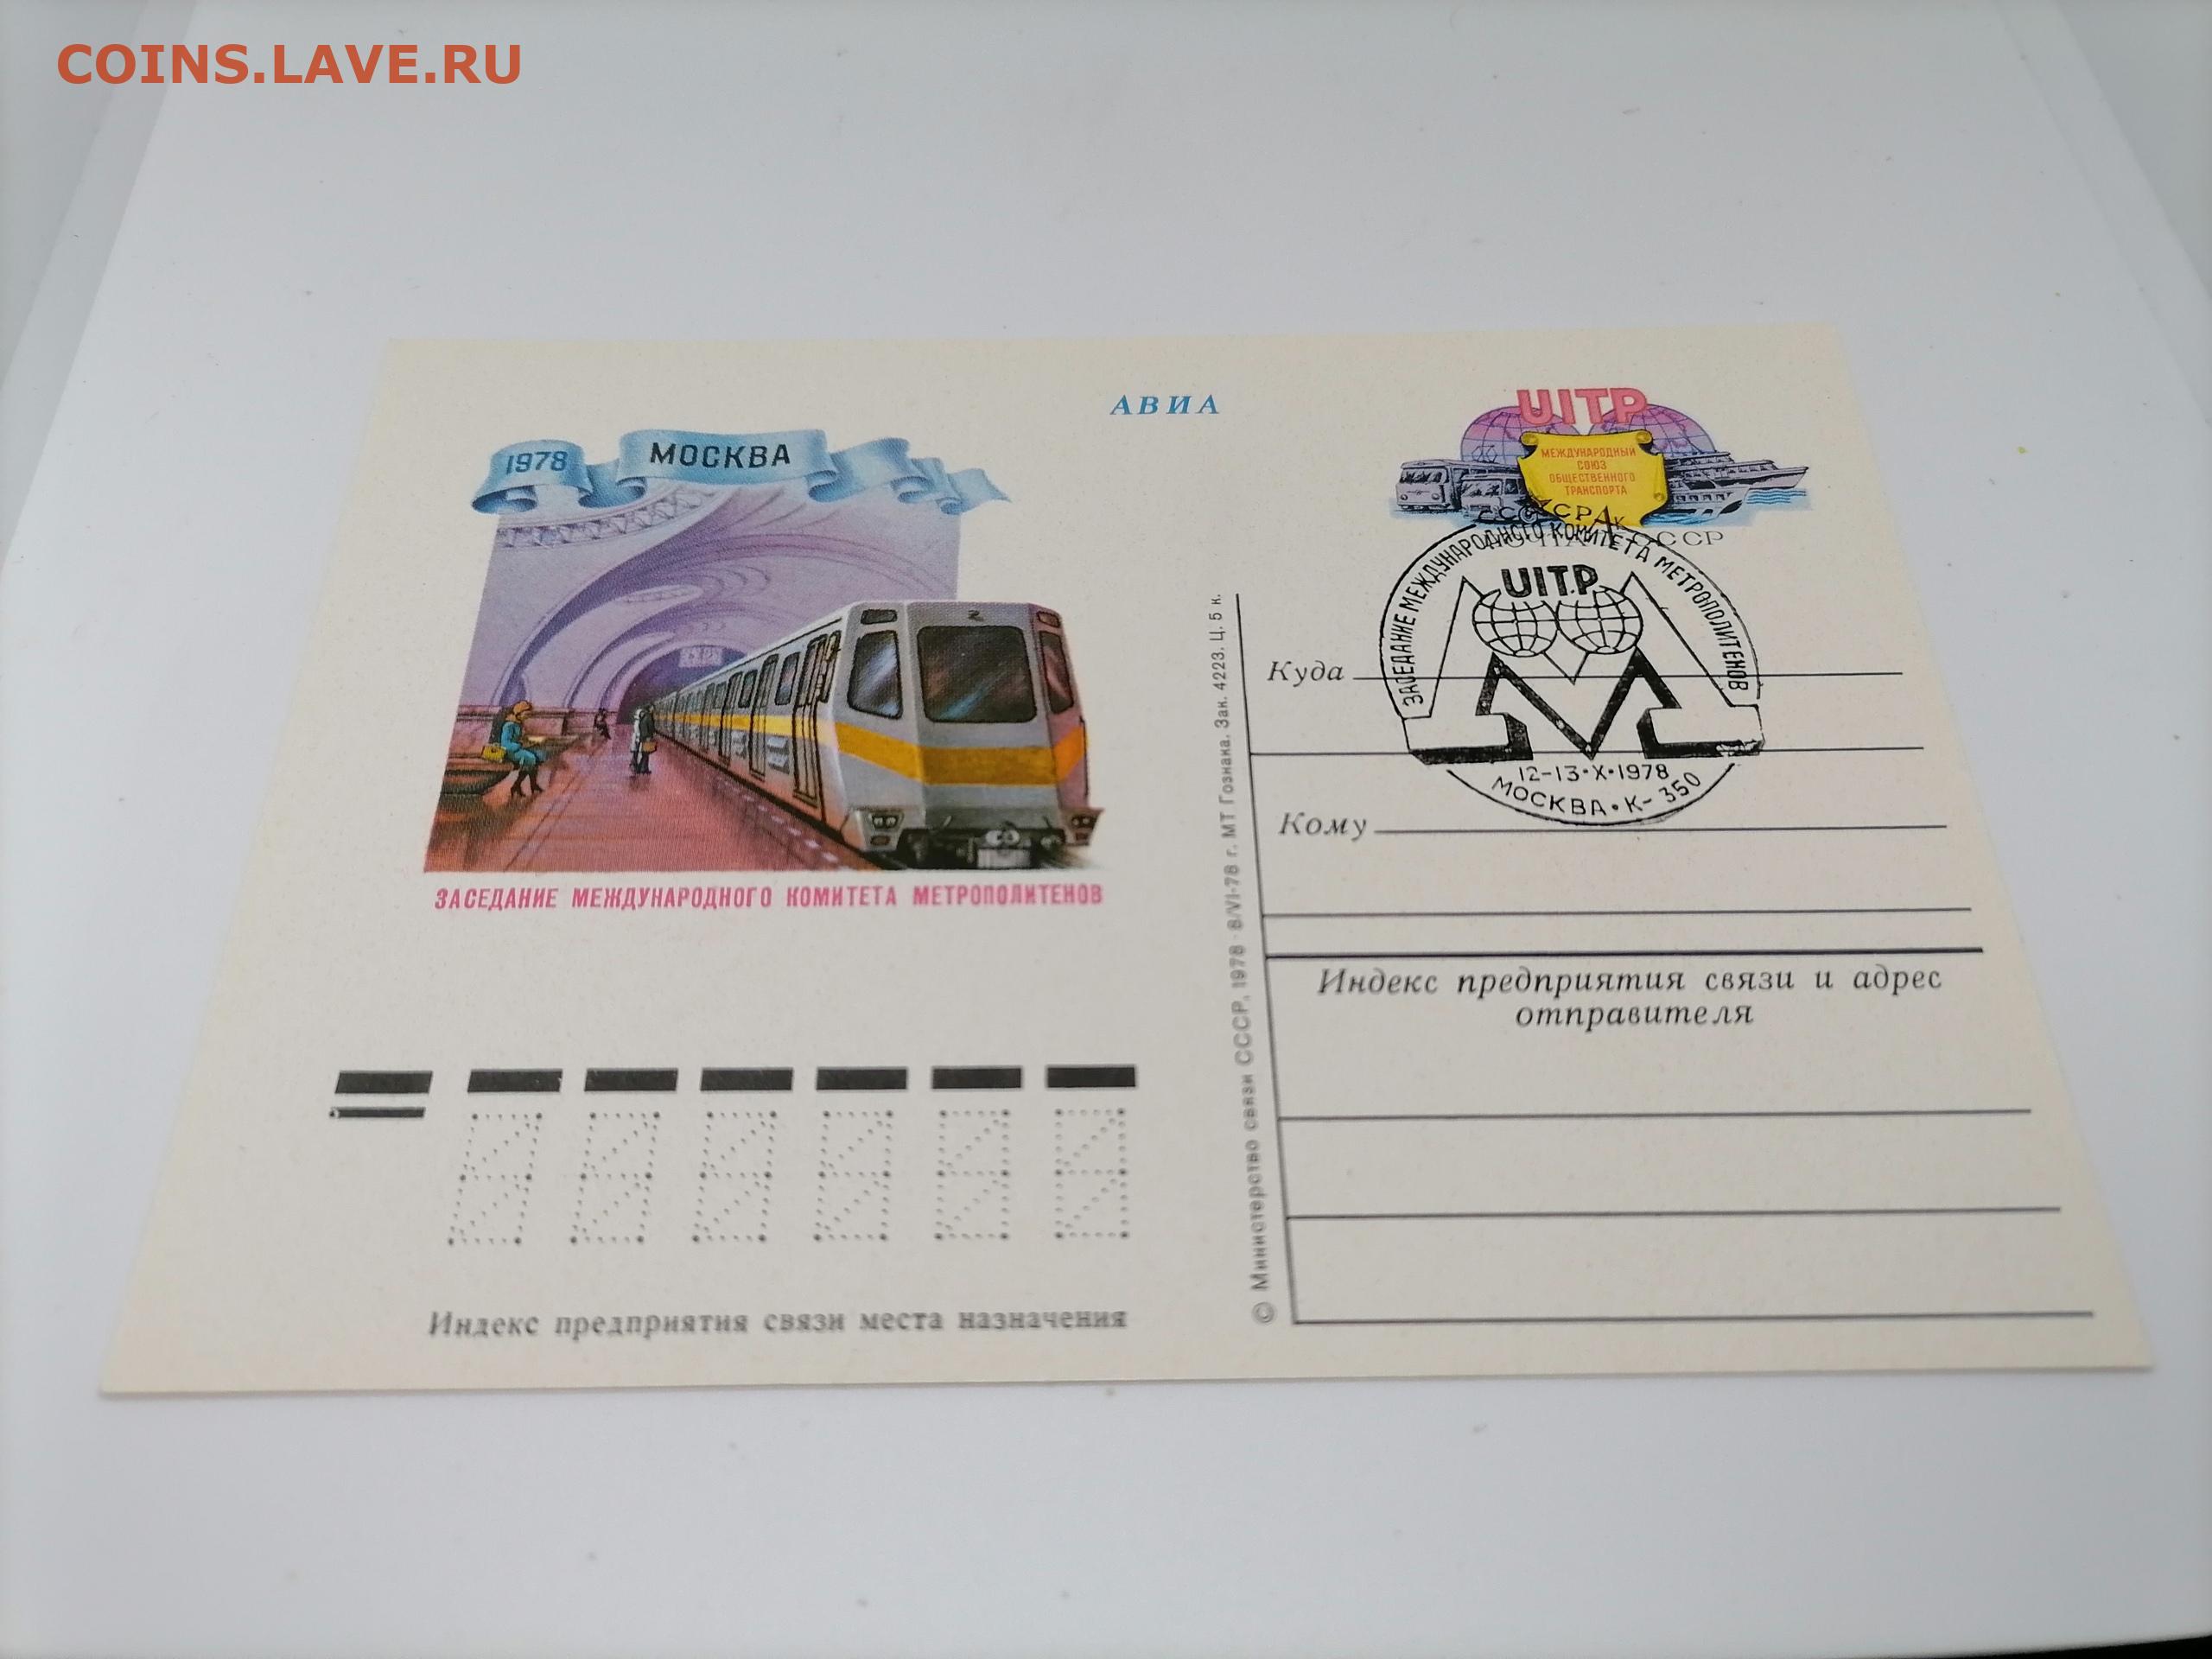 COINS.LAVE.RU
АВИА
1978
МОСКВА
ЗАСЕДАНИЕ МЕЖДУНАРОДНОГО КОМИТЕТА МЕТРОПОЛИТЕНОВ
Индекс предприятия связи места назначения
© Министерство связи СССР, 1978 · 8/VI-78 г. МТ Гознака. Зак. 4223. Ц. 5 к.
UITP
МЕЖДУНАРОДНЫЙ
СОЮЗ
ОБЩЕСТВЕННОГО
ТРАНСПОРТА
ПОЧТА СССР
ЗАСЕДАНИЕ МЕЖДУНАРОДНОГО КОМИТЕТА МЕТРОПОЛИТЕНОВ
UITP
М
12-13·X·1978
МОСКВА·К-350
Куда
Кому
Индекс предприятия связи и адрес
отправителя